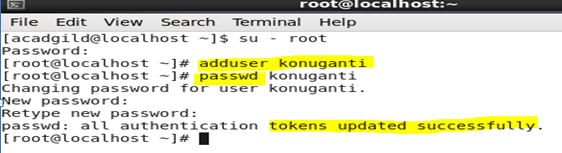 root@localhost:~
File Edit View Search Terminal Help
[acadgild@localhost ~]$ su - root
Password:
[root@localhost ~]# adduser konuganti
[root@localhost ~]# passwd konuganti
Changing password for user konuganti.
New password:
Retype new password:
passwd: all authentication tokens updated successfully.
[root@localhost ~]#